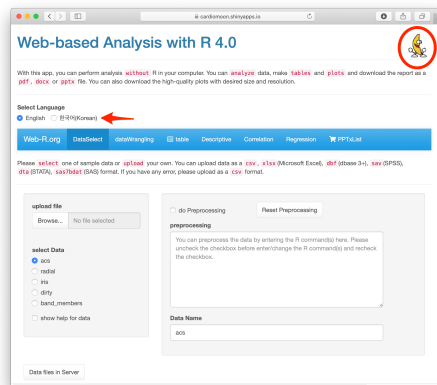 cardiomoon.shinyapps.io
Web-based Analysis with R 4.0
With this app, you can perform analysis without R in your computer. You can analyze data, make tables and plots and download the report as a
pdf, docx or pptx file. You can also download the high-quality plots with desired size and resolution.
Select Language
English 한국어(Korean)
Web-R.org DataSelect dataWrangling table Descriptive Correlation Regression PPTxList
Please select one of sample data or upload your own. You can upload data as a csv, xlsx (Microsoft Excel), dbf (dbase 3+), sav (SPSS),
dta (STATA), sas7bdat (SAS) format. If you have any error, please upload as a csv format.
upload file
Browse... No file selected
select Data
acs
radial
iris
dirty
band_members
show help for data
do Preprocessing Reset Preprocessing
preprocessing
You can preprocess the data by entering the R command(s) here. Please
uncheck the checkbox before enter/change the R command(s) and recheck
the checkbox.
Data Name
acs
Data files in Server